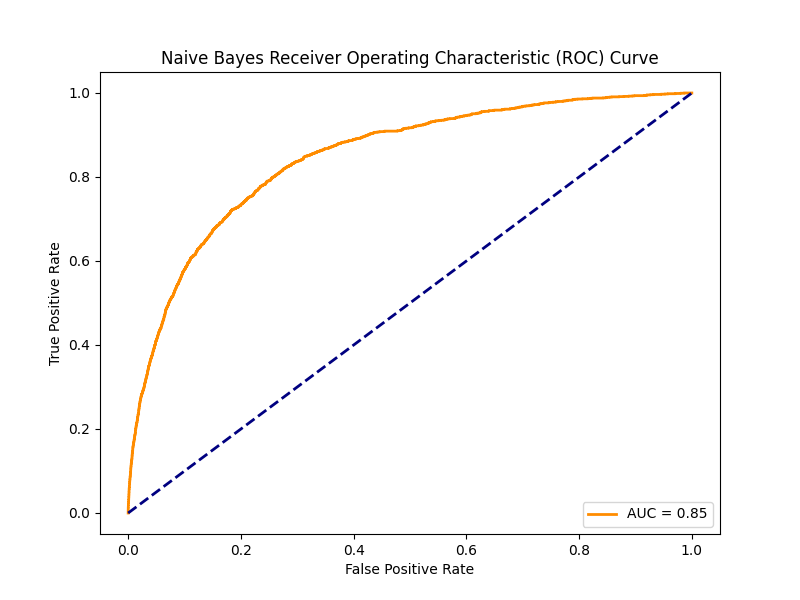 Naive Bayes Receiver Operating Characteristic (ROC) Curve
1.0
0.8
0.6
0.4
0.2
0.0
True Positive Rate
AUC = 0.85
0.0 0.2 0.4 0.6 0.8 1.0
False Positive Rate